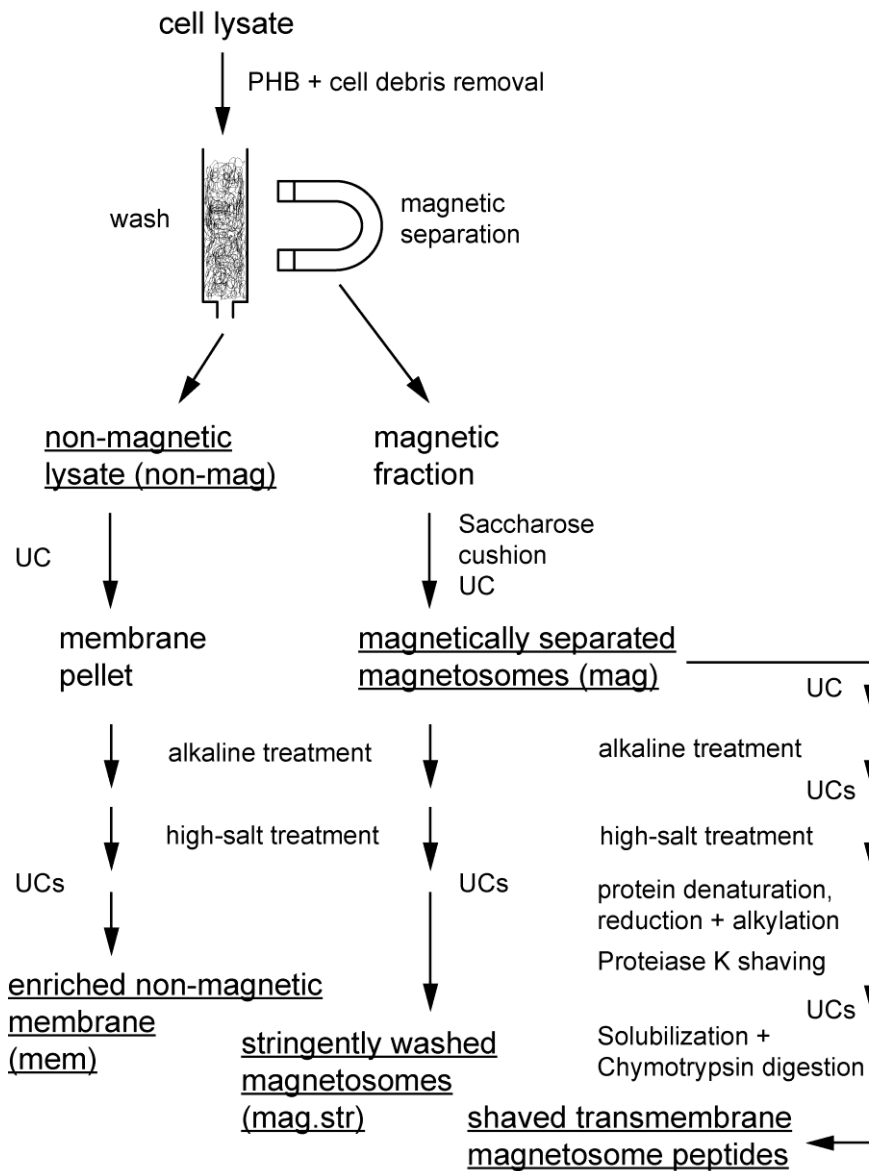 cell lysate
PHB + cell debris removal
wash
magnetic
separation
non-magnetic
lysate (non-mag)
magnetic
fraction
UC
Saccharose
cushion
UC
membrane
pellet
magnetically separated
magnetosomes (mag)
UC
alkaline treatment
alkaline treatment
UCs
high-salt treatment
high-salt treatment
UCs
UCs
protein denaturation,
reduction + alkylation
Proteiase K shaving
enriched non-magnetic
membrane
(mem)
UCs
stringently washed
magnetosomes
(mag.str)
Solubilization +
Chymotrypsin digestion
shaved transmembrane
magnetosome peptides